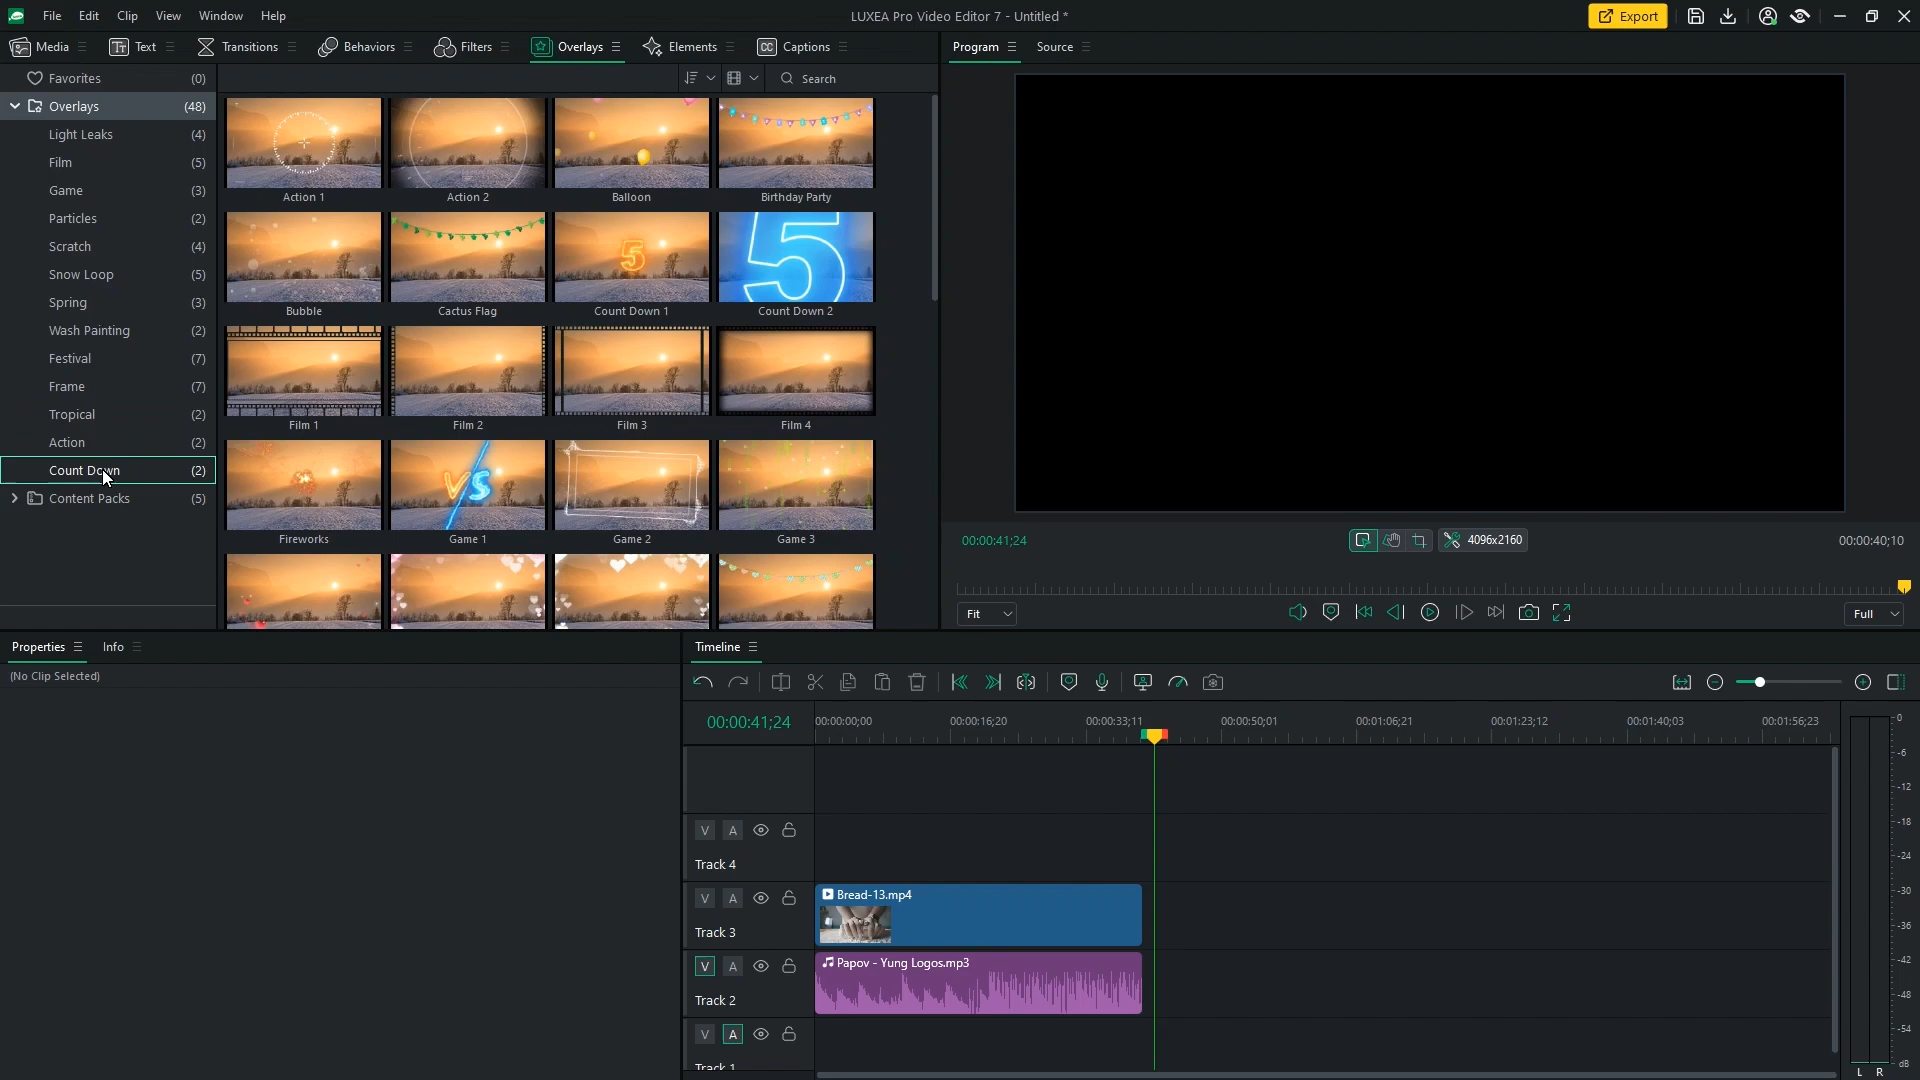 File Edit Clip View Window Help
LUXEA Pro Video Editor 7 - Untitled *
Export
Media Text Transitions Behaviors Filters Overlays Elements CC Captions
Program Source
Favorites (0)
Search
Overlays (48)
Light Leaks (4)
Film (5)
Game (3)
Particles (2)
Scratch (4)
Snow Loop (5)
Spring (3)
Wash Painting (2)
Festival (7)
Frame (7)
Tropical (2)
Action (2)
Count Down (2)
Content Packs (5)
Action 1 Action 2 Balloon Birthday Party
5 5
Bubble Cactus Flag Count Down 1 Count Down 2
Film 1 Film 2 Film 3 Film 4
VS
Fireworks Game 1 Game 2 Game 3
00:00:41;24 4096x2160 00:00:40;10
Fit Full
Properties Info
(No Clip Selected)
Timeline
00:00:41;24
00:00:00;00 00:00:16;20 00:00:33;11 00:00:50;01 00:01:06;21 00:01:23;12 00:01:40;03 00:01:56;23
V A
Track 4
V A
Track 3
Bread-13.mp4
V A
Track 2
Papov - Yung Logos.mp3
V A
Track 1
0
-6
-12
-18
-24
-30
-36
-42
-48
-54
dB
L R